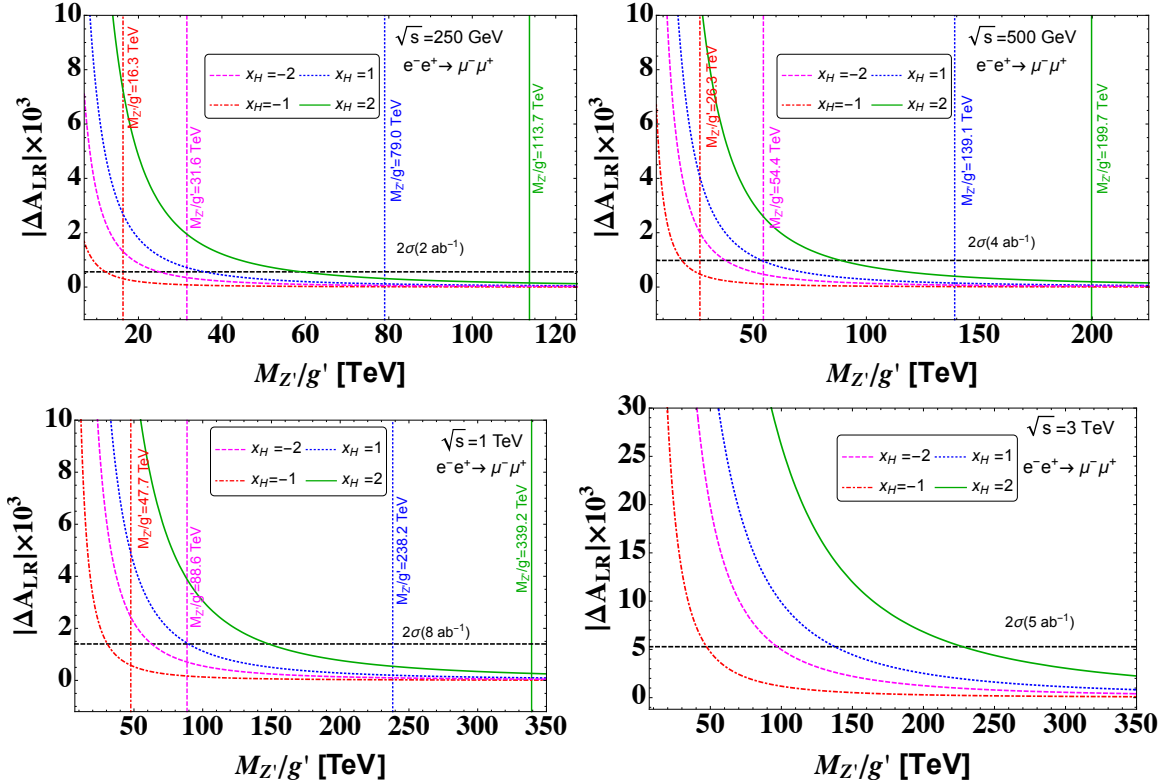 |ΔA_LR|×10³
10
8
6
4
2
0
√s =250 GeV
e⁻e⁺→ μ⁻μ⁺
x_H =−2
x_H =1
x_H=−1
x_H =2
M_Z'/g'=16.3 TeV
M_Z'/g'=31.6 TeV
M_Z'/g'=79.0 TeV
M_Z'/g'=113.7 TeV
2σ(2 ab⁻¹)
20 40 60 80 100 120
M_Z'/g' [TeV]
|ΔA_LR|×10³
10
8
6
4
2
0
√s =500 GeV
e⁻e⁺→ μ⁻μ⁺
x_H =−2
x_H =1
x_H=−1
x_H =2
M_Z'/g'=26.3 TeV
M_Z'/g'=54.4 TeV
M_Z'/g'=139.1 TeV
M_Z'/g'=199.7 TeV
2σ(4 ab⁻¹)
50 100 150 200
M_Z'/g' [TeV]
|ΔA_LR|×10³
10
8
6
4
2
0
√s =1 TeV
e⁻e⁺→ μ⁻μ⁺
x_H =−2
x_H =1
x_H=−1
x_H =2
M_Z'/g'=47.7 TeV
M_Z'/g'=88.6 TeV
M_Z'/g'=238.2 TeV
M_Z'/g'=339.2 TeV
2σ(8 ab⁻¹)
50 100 150 200 250 300 350
M_Z'/g' [TeV]
|ΔA_LR|×10³
30
25
20
15
10
5
0
√s =3 TeV
e⁻e⁺→ μ⁻μ⁺
x_H =−2
x_H =1
x_H=−1
x_H =2
2σ(5 ab⁻¹)
50 100 150 200 250 300 350
M_Z'/g' [TeV]